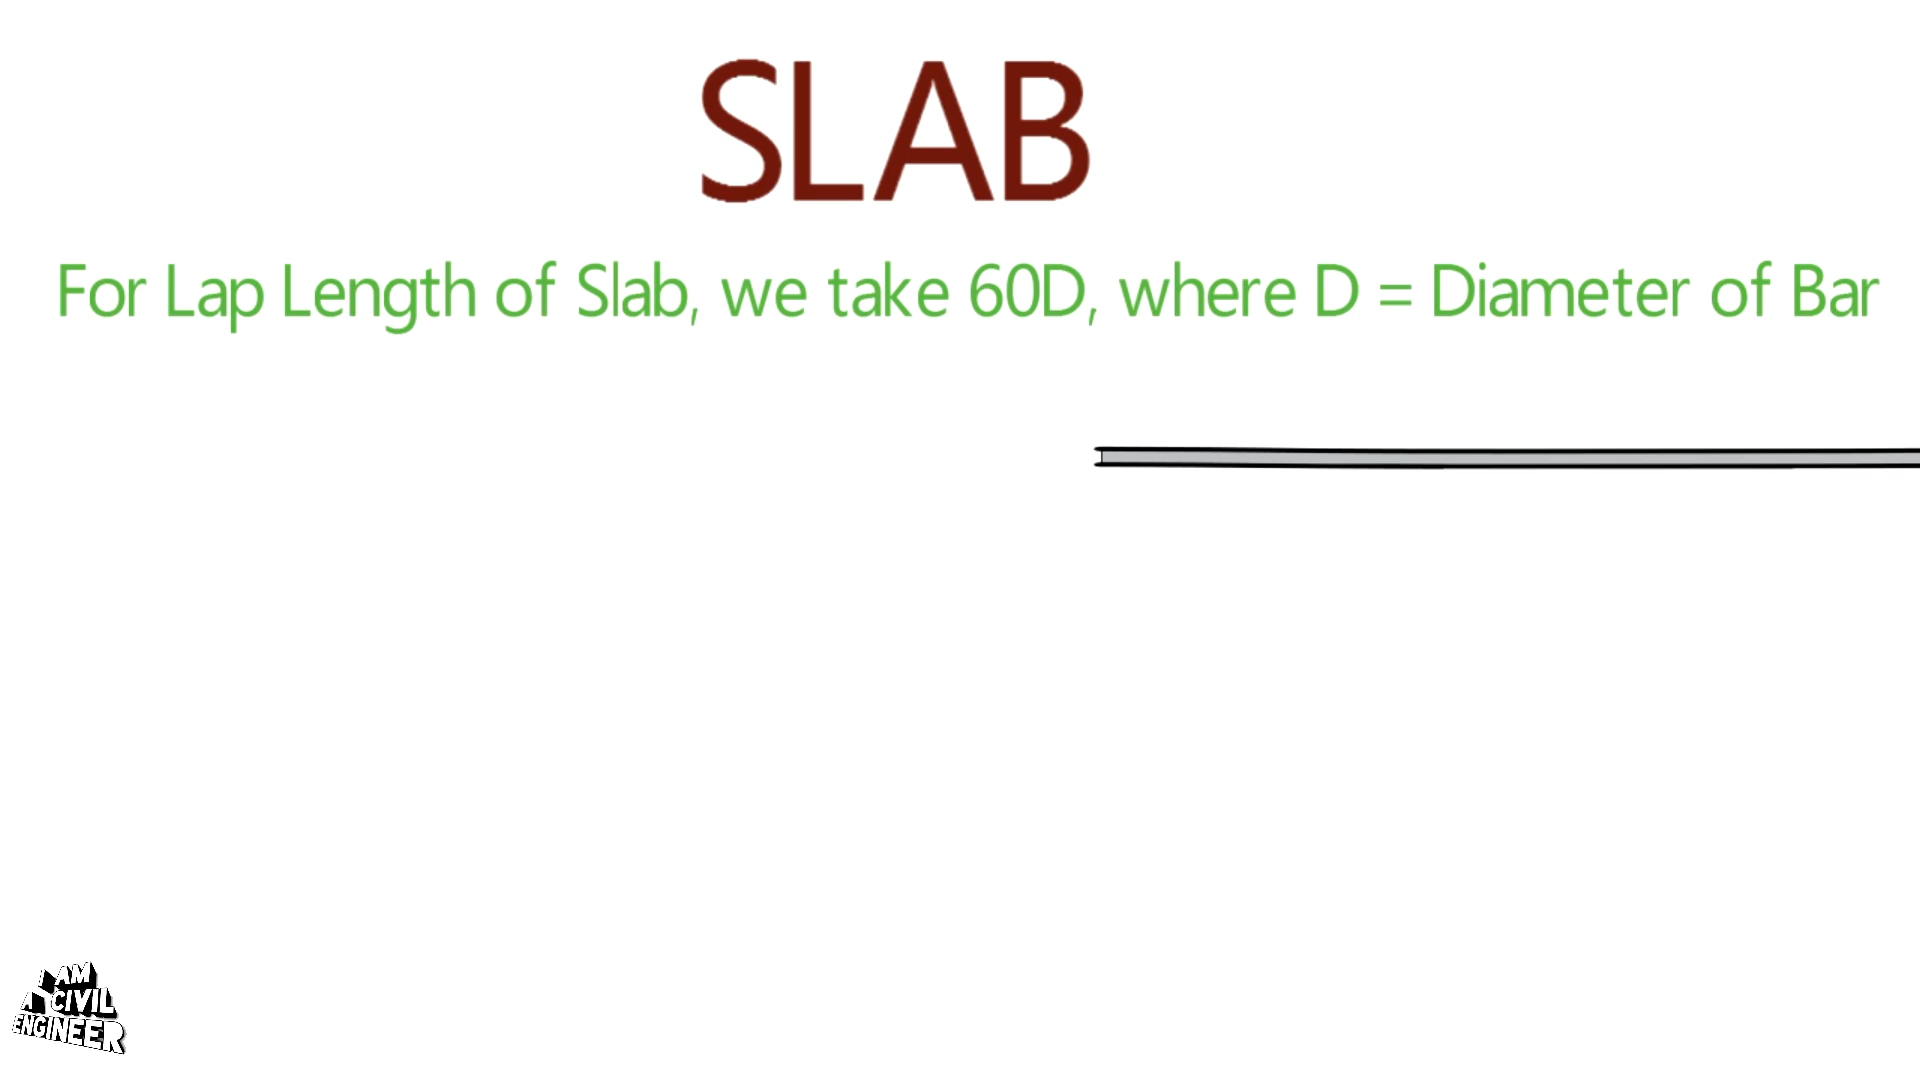 SLAB
For Lap Length of Slab, we take 60D, where D = Diameter of Bar
I AM
A CIVIL
ENGINEER